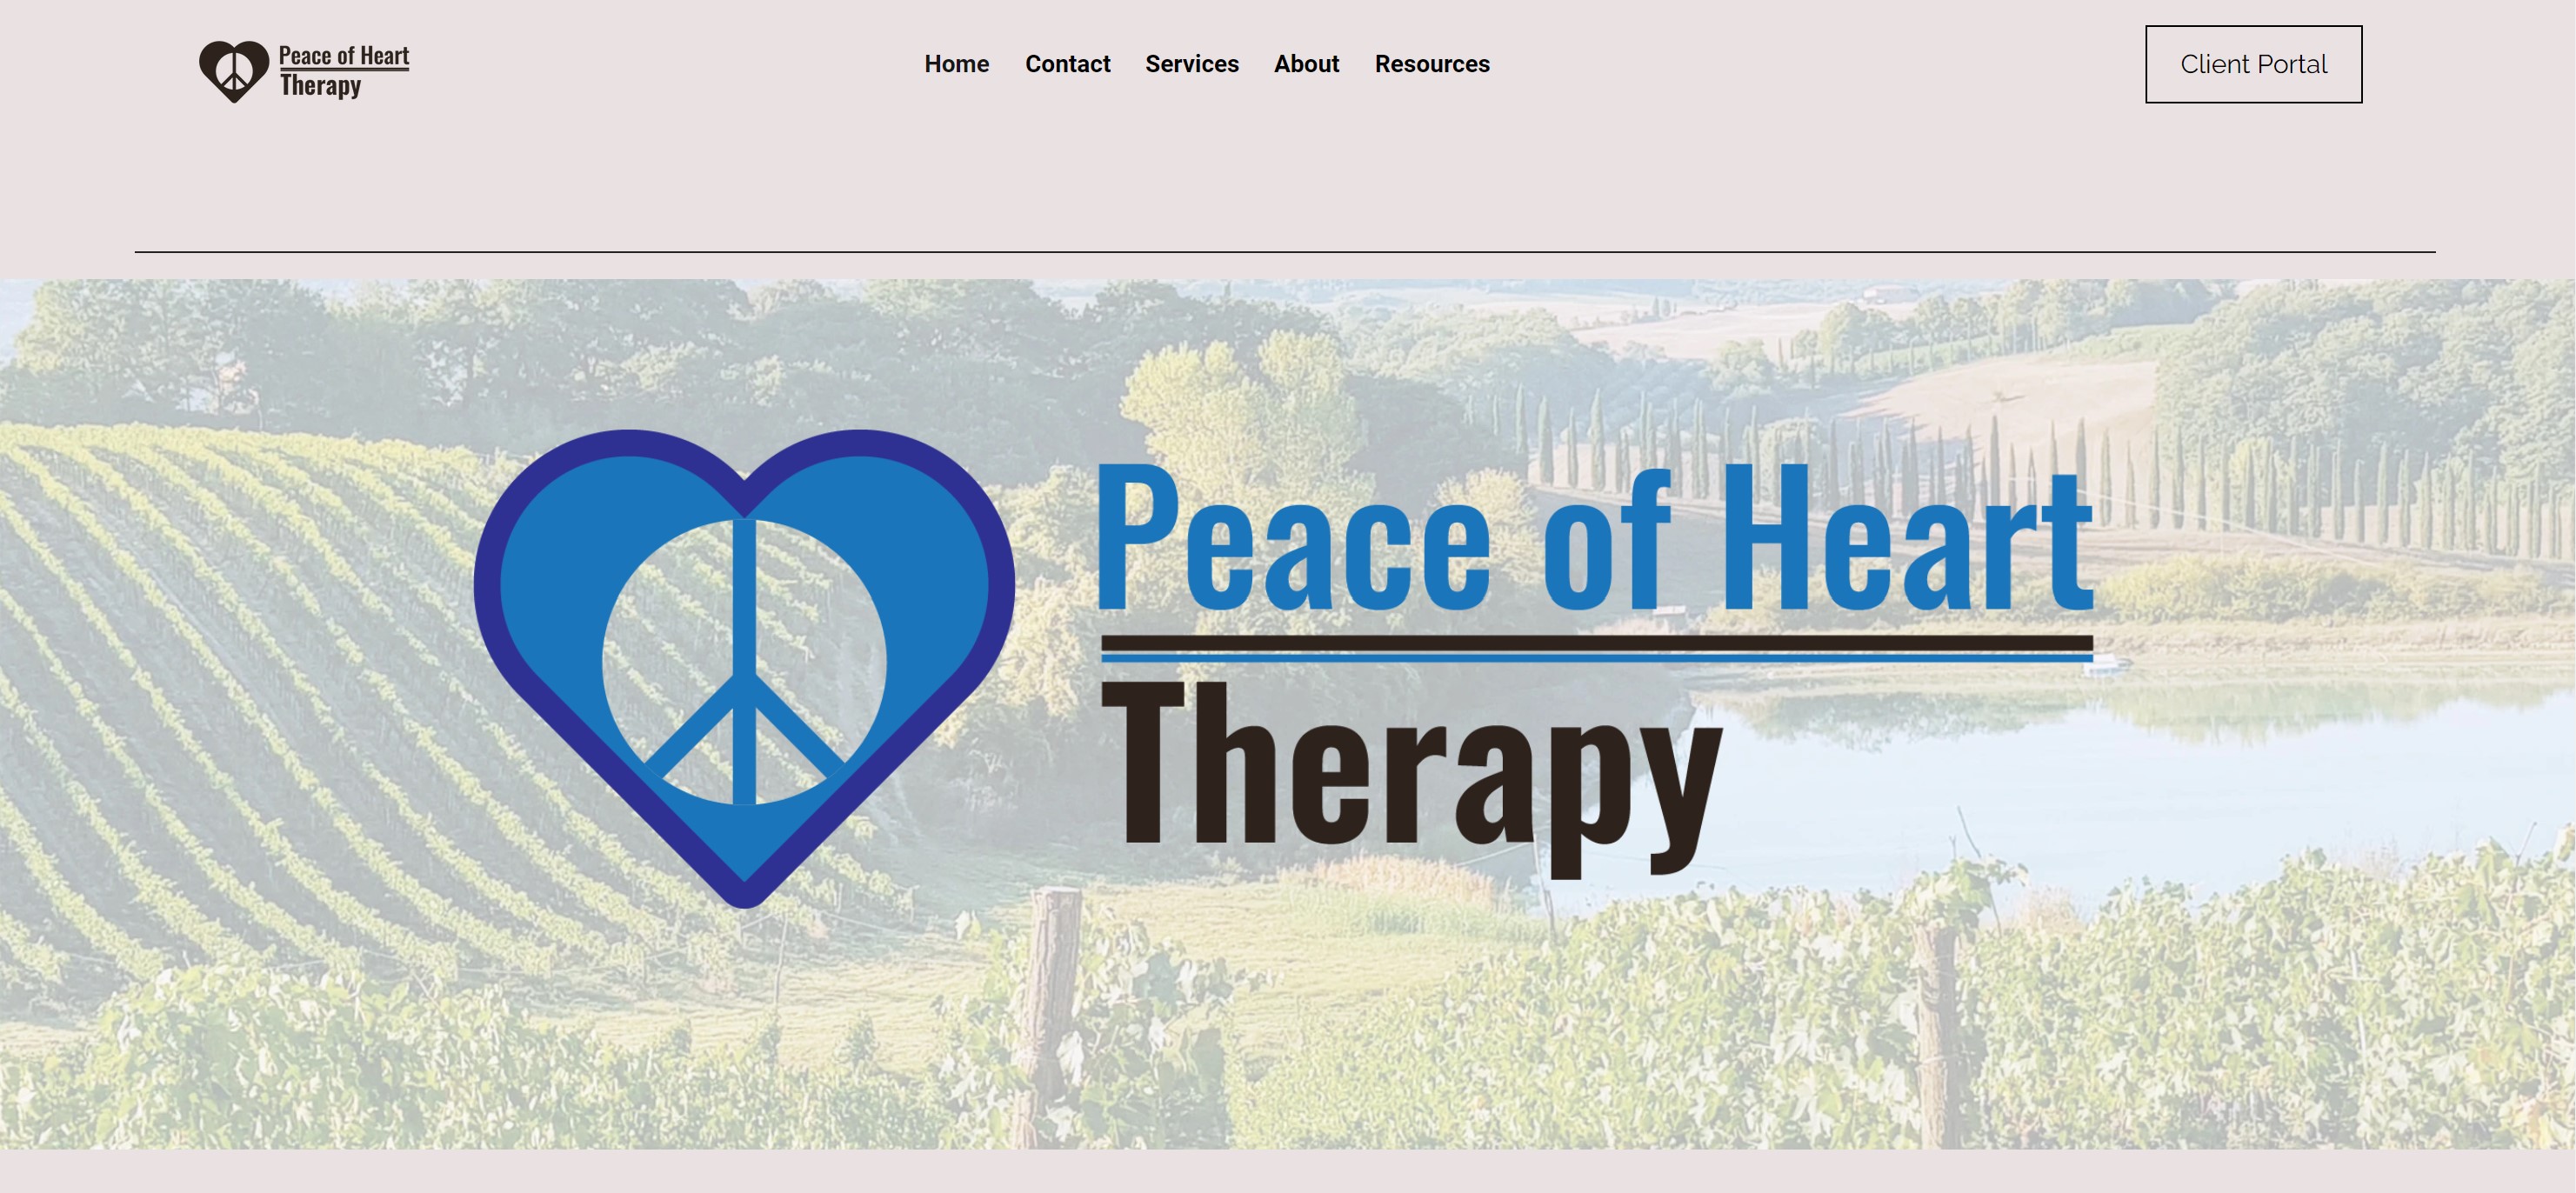 Peace of Heart
Therapy
Home Contact Services About Resources
Client Portal
Peace of Heart
Therapy